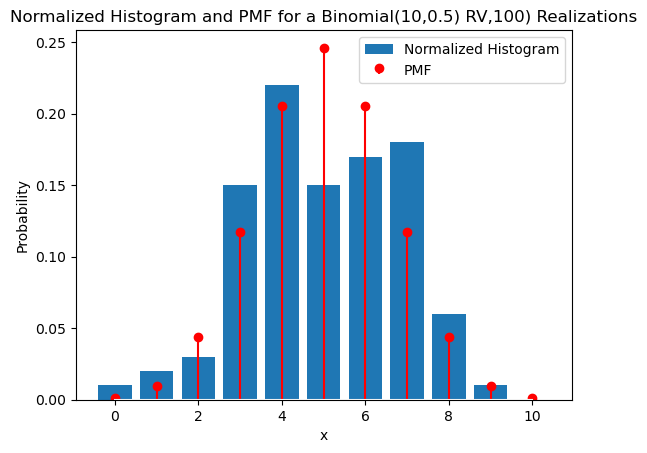 Normalized Histogram and PMF for a Binomial(10,0.5) RV,100) Realizations
Normalized Histogram
PMF
0.25
0.20
0.15
0.10
0.05
0.00
Probability
0 2 4 6 8 10
x